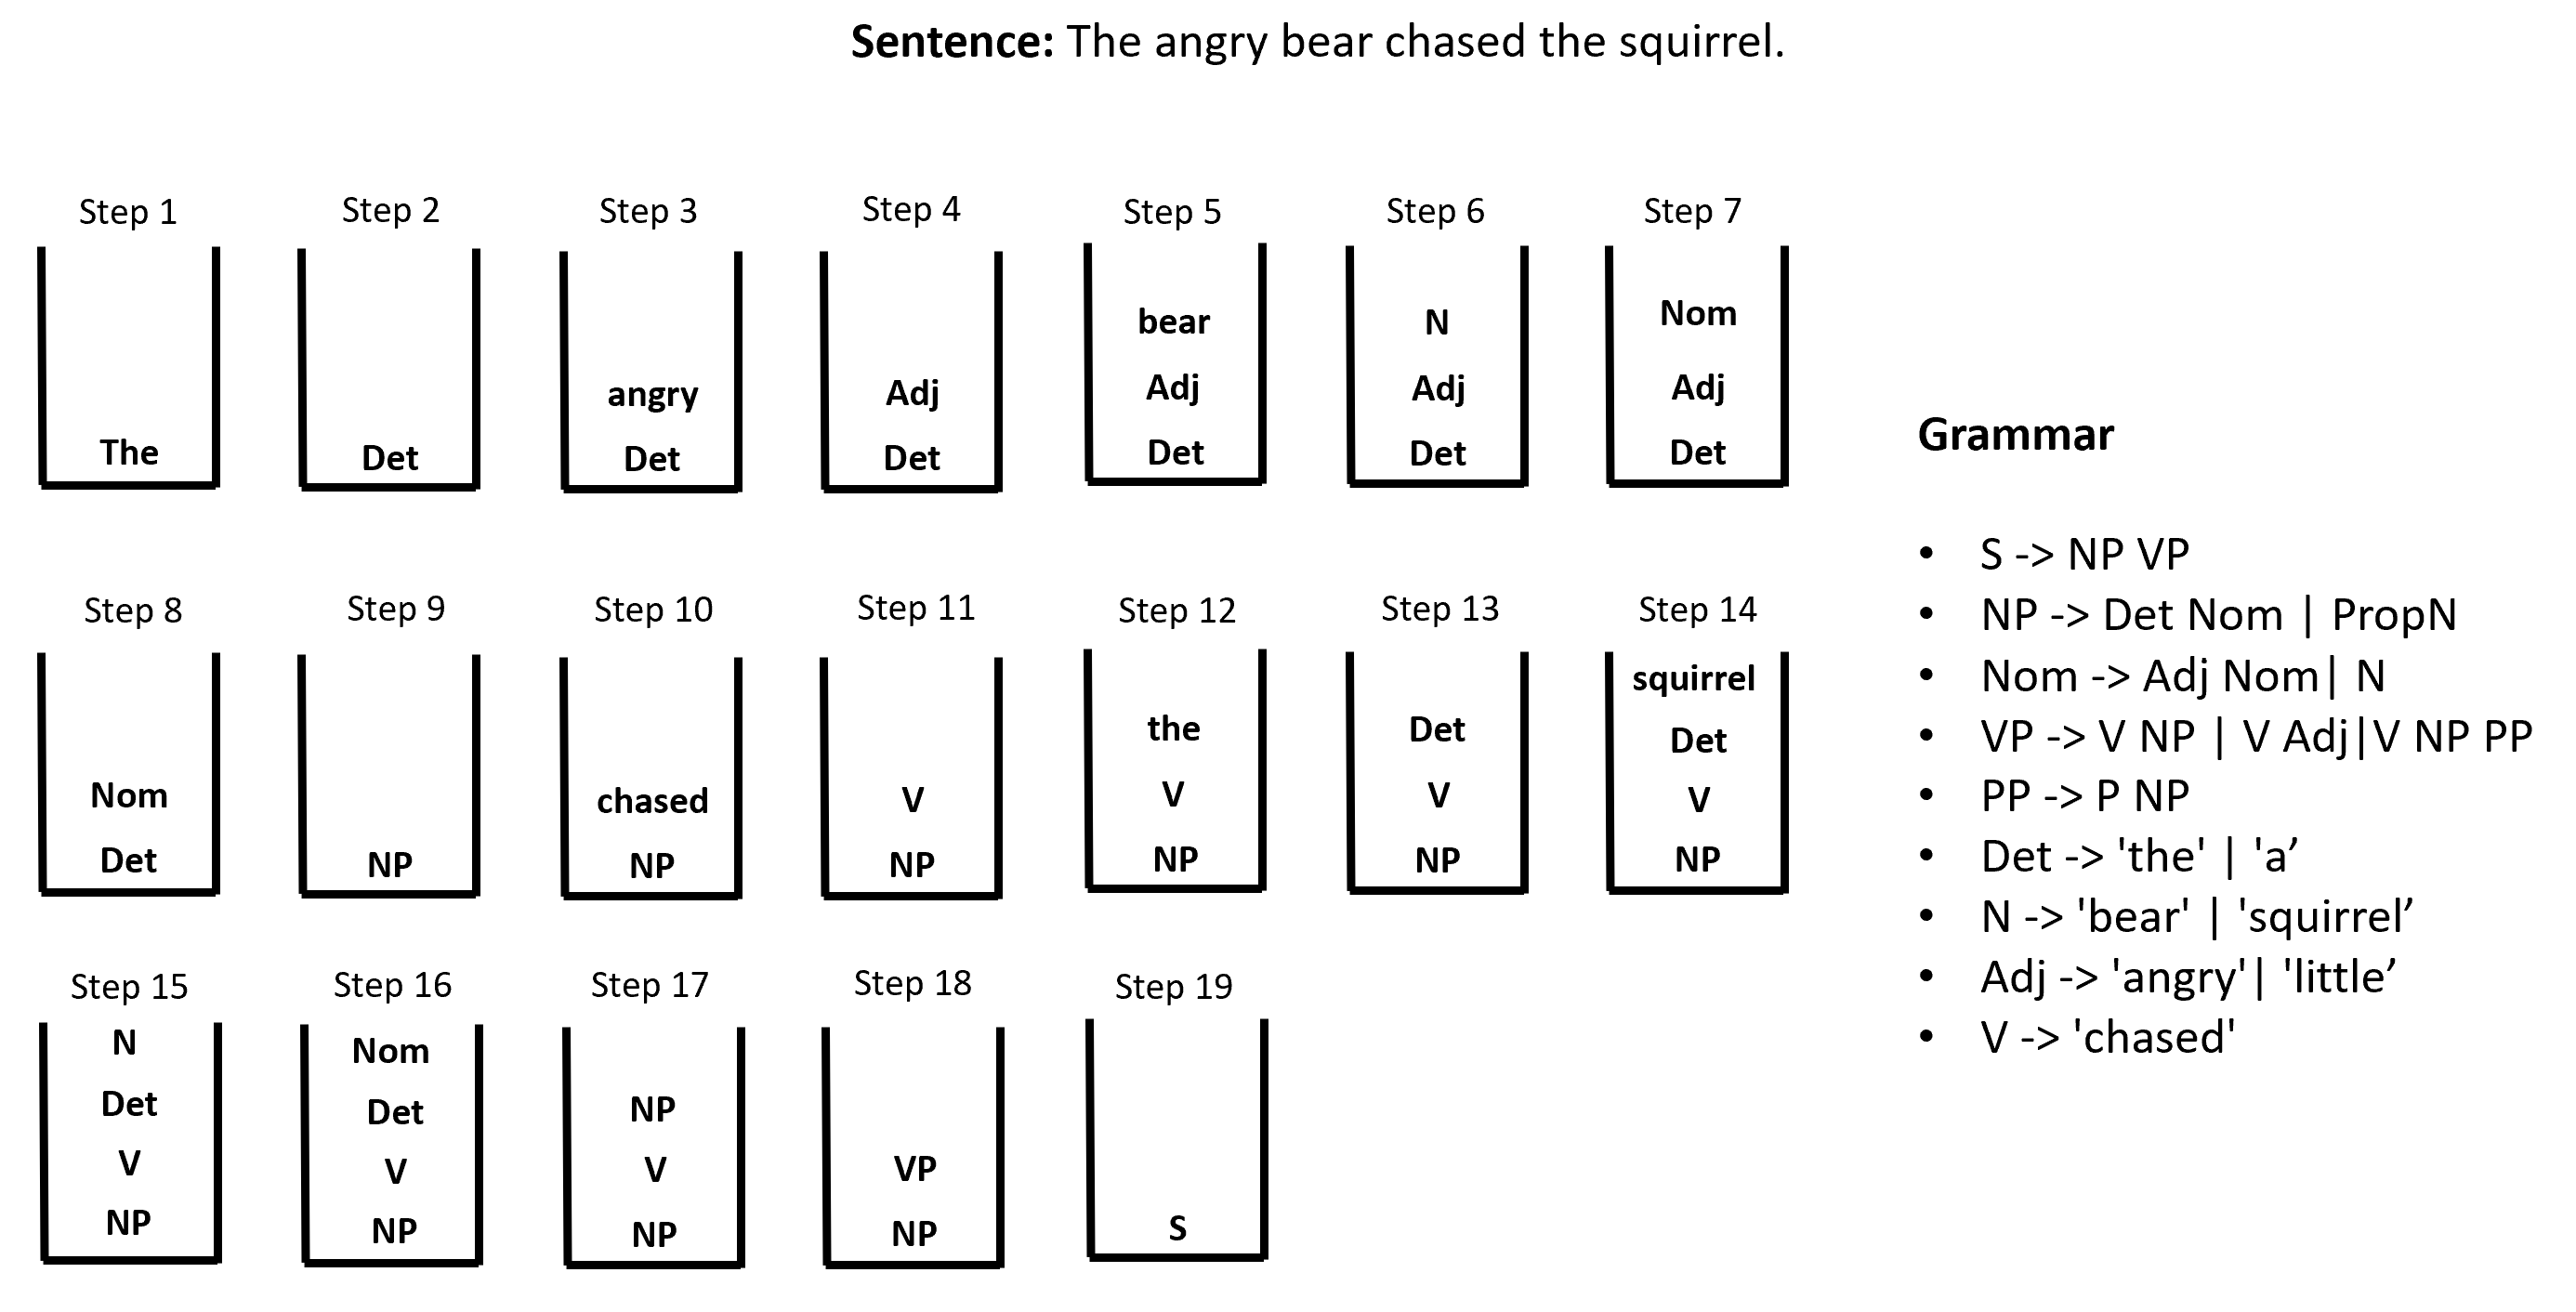 Sentence: The angry bear chased the squirrel.
Step 1
The
Step 2
Det
Step 3
angry
Det
Step 4
Adj
Det
Step 5
bear
Adj
Det
Step 6
N
Adj
Det
Step 7
Nom
Adj
Det
Step 8
Nom
Det
Step 9
NP
Step 10
chased
NP
Step 11
V
NP
Step 12
the
V
NP
Step 13
Det
V
NP
Step 14
squirrel
Det
V
NP
Step 15
N
Det
V
NP
Step 16
Nom
Det
V
NP
Step 17
NP
V
NP
Step 18
VP
NP
Step 19
S
Grammar
• S -> NP VP
• NP -> Det Nom | PropN
• Nom -> Adj Nom| N
• VP -> V NP | V Adj|V NP PP
• PP -> P NP
• Det -> 'the' | 'a’
• N -> 'bear' | 'squirrel’
• Adj -> 'angry'| 'little’
• V -> 'chased'